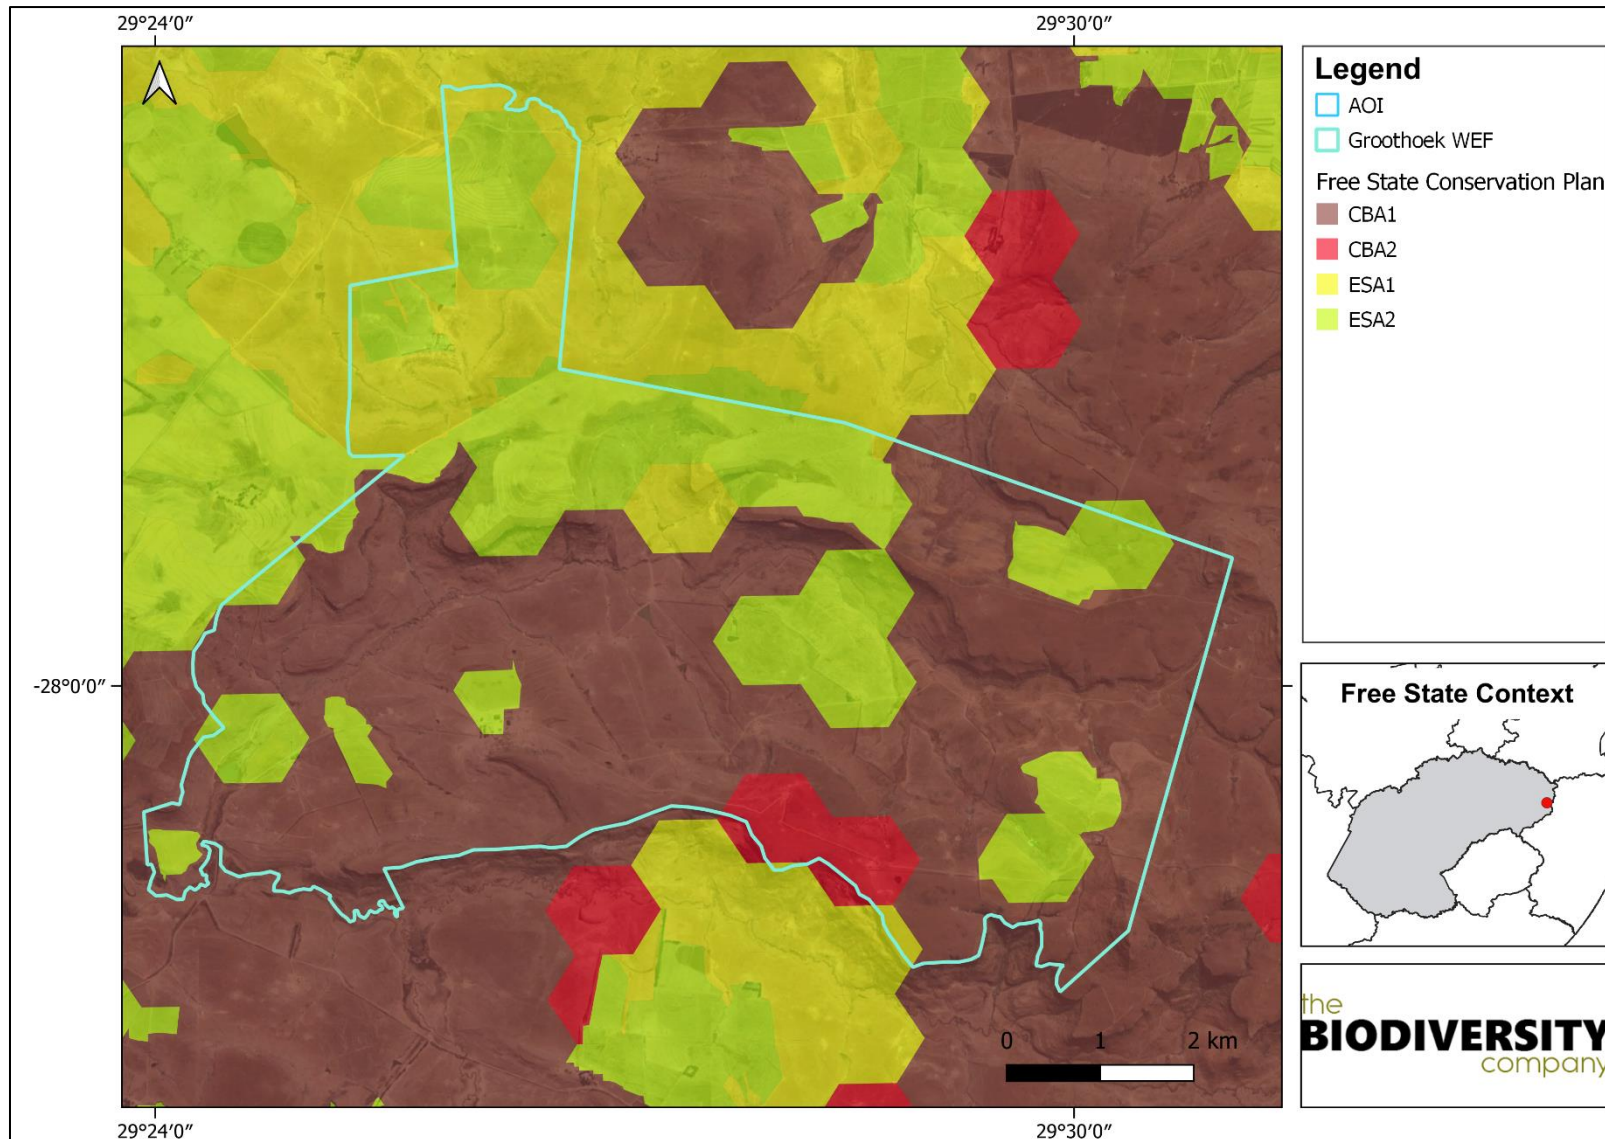 29°24′0″ 29°30′0″
Legend
AOI
Groothoek WEF
Free State Conservation Plan
CBA1
CBA2
ESA1
ESA2
-28°0′0″
Free State Context
0 1 2 km
the
BIODIVERSITY
company
29°24′0″ 29°30′0″